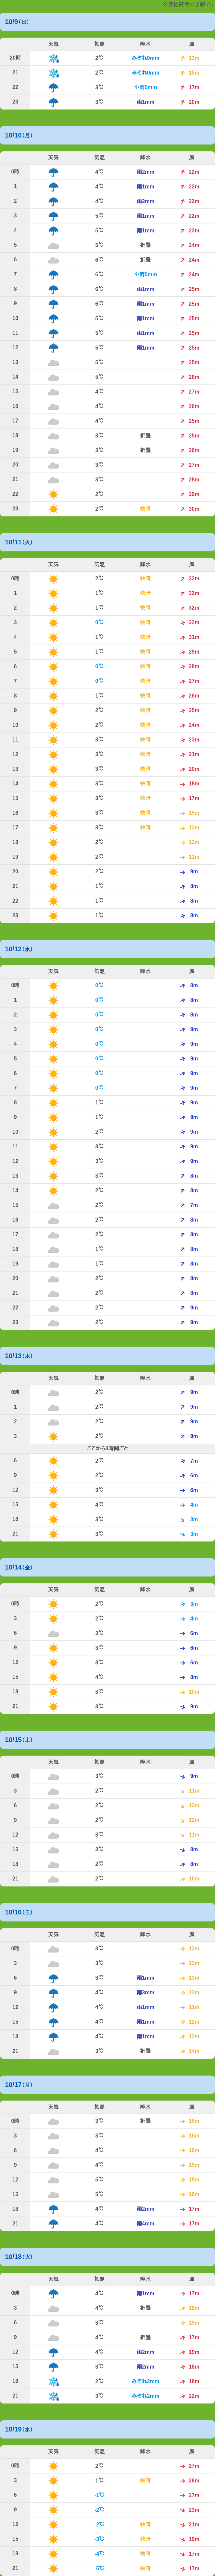 ※稜線風自の予報です
10/9(日)
天気 気温 降水 風
20時 2℃ みぞれ0mm 13m
21 2℃ みぞれ0mm 15m
22 3℃ 小雨0mm 17m
23 3℃ 雨1mm 20m
10/10(月)
天気 気温 降水 風
0時 4℃ 雨2mm 22m
1 4℃ 雨1mm 22m
2 4℃ 雨2mm 22m
3 5℃ 雨1mm 22m
4 5℃ 雨1mm 23m
5 5℃ 折曇 24m
6 6℃ 折曇 24m
7 6℃ 小雨0mm 24m
8 6℃ 雨1mm 25m
9 6℃ 雨1mm 25m
10 5℃ 雨1mm 25m
11 5℃ 雨1mm 25m
12 5℃ 雨1mm 25m
13 5℃ 25m
14 5℃ 26m
15 4℃ 27m
16 4℃ 26m
17 4℃ 25m
18 3℃ 折曇 25m
19 3℃ 折曇 26m
20 3℃ 27m
21 3℃ 28m
22 2℃ 29m
23 2℃ 快晴 30m
10/11(火)
天気 気温 降水 風
0時 2℃ 快晴 32m
1 2℃ 快晴 32m
2 1℃ 快晴 32m
3 0℃ 快晴 32m
4 1℃ 快晴 31m
5 1℃ 快晴 29m
6 0℃ 快晴 28m
7 0℃ 快晴 27m
8 1℃ 快晴 26m
9 2℃ 快晴 25m
10 2℃ 快晴 24m
11 3℃ 快晴 23m
12 3℃ 快晴 21m
13 3℃ 快晴 20m
14 3℃ 快晴 18m
15 3℃ 快晴 17m
16 3℃ 快晴 15m
17 3℃ 快晴 13m
18 2℃ 12m
19 2℃ 11m
20 2℃ 9m
21 1℃ 8m
22 1℃ 8m
23 1℃ 8m
10/12(水)
天気 気温 降水 風
0時 0℃ 8m
1 0℃ 8m
2 0℃ 8m
3 0℃ 9m
4 0℃ 9m
5 0℃ 9m
6 0℃ 9m
7 0℃ 9m
8 1℃ 9m
9 1℃ 9m
10 2℃ 9m
11 3℃ 9m
12 3℃ 9m
13 3℃ 8m
14 2℃ 8m
15 2℃ 7m
16 2℃ 8m
17 2℃ 8m
18 1℃ 8m
19 1℃ 8m
20 2℃ 8m
21 2℃ 8m
22 2℃ 9m
23 2℃ 9m
10/13(木)
天気 気温 降水 風
0時 2℃ 9m
1 2℃ 9m
2 2℃ 9m
3 2℃ 9m
ここから3時間ごと
6 2℃ 7m
9 2℃ 6m
12 3℃ 6m
15 4℃ 4m
18 3℃ 3m
21 3℃ 3m
10/14(金)
天気 気温 降水 風
0時 2℃ 3m
3 2℃ 4m
6 3℃ 6m
9 3℃ 6m
12 3℃ 6m
15 4℃ 8m
18 3℃ 10m
21 3℃ 9m
10/15(土)
天気 気温 降水 風
0時 3℃ 9m
3 2℃ 11m
6 2℃ 12m
9 2℃ 12m
12 3℃ 11m
15 3℃ 8m
18 2℃ 8m
21 2℃ 10m
10/16(日)
天気 気温 降水 風
0時 3℃ 13m
3 3℃ 13m
6 3℃ 雨1mm 13m
9 4℃ 雨3mm 12m
12 4℃ 雨1mm 11m
15 4℃ 雨1mm 12m
18 4℃ 雨1mm 12m
21 3℃ 折曇 14m
10/17(月)
天気 気温 降水 風
0時 3℃ 折曇 16m
3 3℃ 16m
6 4℃ 16m
9 4℃ 15m
12 5℃ 15m
15 5℃ 16m
18 4℃ 雨2mm 17m
21 4℃ 雨4mm 17m
10/18(火)
天気 気温 降水 風
0時 4℃ 雨1mm 17m
3 4℃ 折曇 16m
6 3℃ 15m
9 4℃ 折曇 17m
12 4℃ 雨2mm 19m
15 3℃ 雨2mm 18m
18 2℃ みぞれ2mm 18m
21 3℃ みぞれ2mm 22m
10/19(水)
天気 気温 降水 風
0時 2℃ 27m
3 1℃ 快晴 26m
6 -1℃ 27m
9 -2℃ 23m
12 -2℃ 快晴 21m
15 -3℃ 快晴 19m
18 -4℃ 快晴 17m
21 -5℃ 快晴 17m